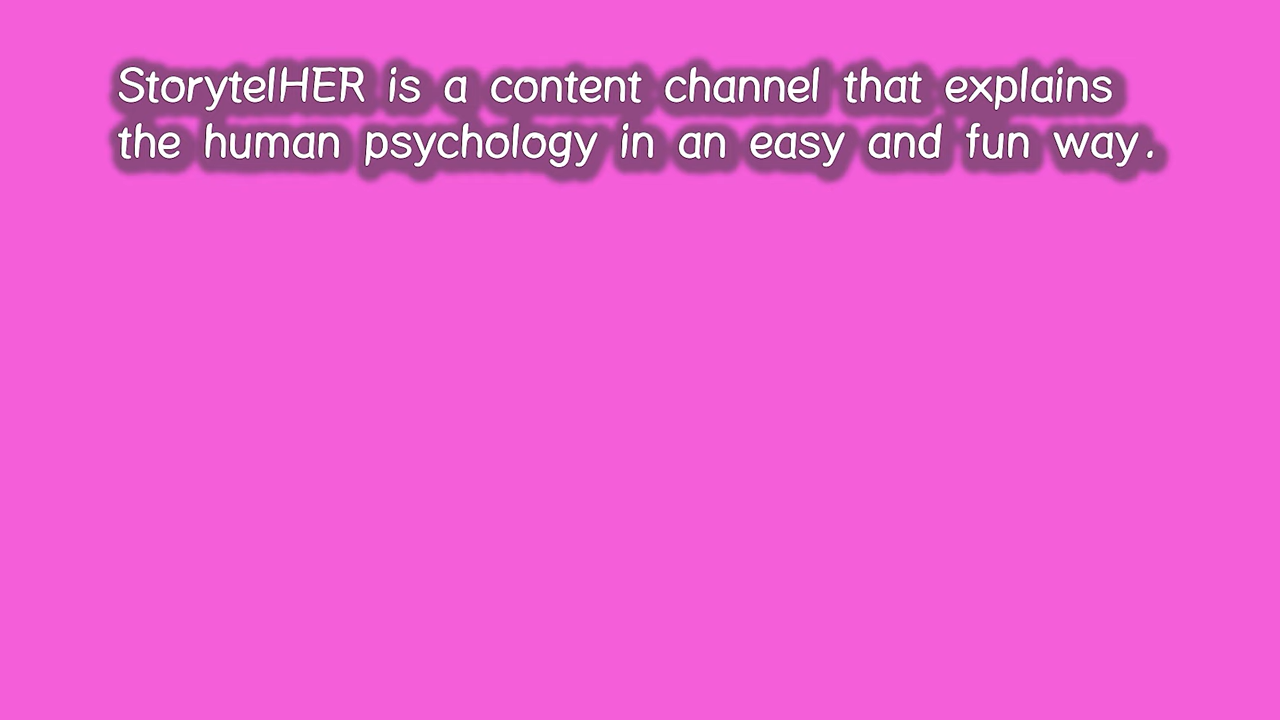 StorytelHER is a content channel that explains
the human psychology in an easy and fun way.